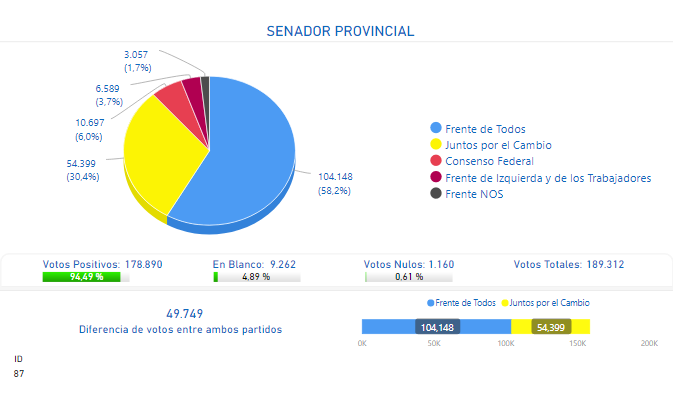 SENADOR PROVINCIAL
3.057
(1,7%)
6.589
(3,7%)
10.697
(6,0%)
54.399
(30,4%)
104.148
(58,2%)
Frente de Todos
Juntos por el Cambio
Consenso Federal
Frente de Izquierda y de los Trabajadores
Frente NOS
Votos Positivos: 178.890
94,49 %
En Blanco: 9.262
4,89 %
Votos Nulos: 1.160
0,61 %
Votos Totales: 189.312
49.749
Diferencia de votos entre ambos partidos
Frente de Todos Juntos por el Cambio
104,148 54,399
0K 50K 100K 150K 200K
ID
87